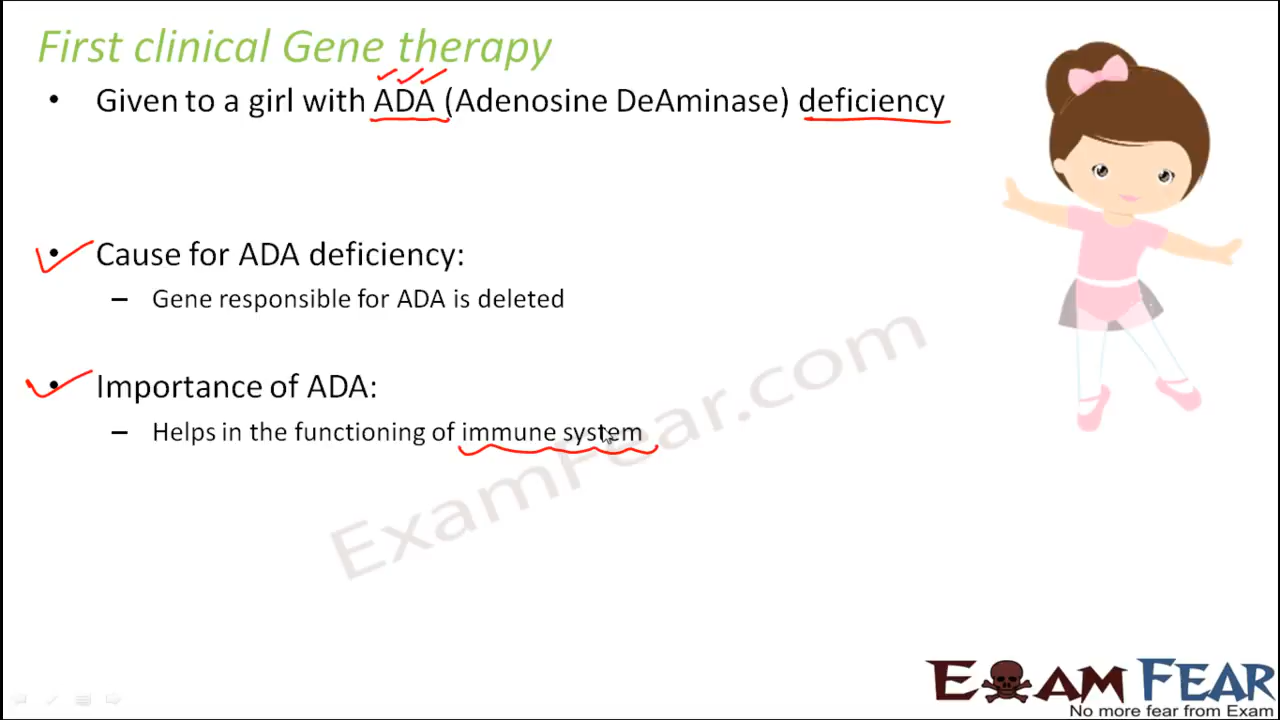 First clinical Gene therapy
• Given to a girl with ADA (Adenosine DeAminase) deficiency
• Cause for ADA deficiency:
– Gene responsible for ADA is deleted
• Importance of ADA:
– Helps in the functioning of immune system
ExamFear.com
EXAM FEAR
No more fear from Exam